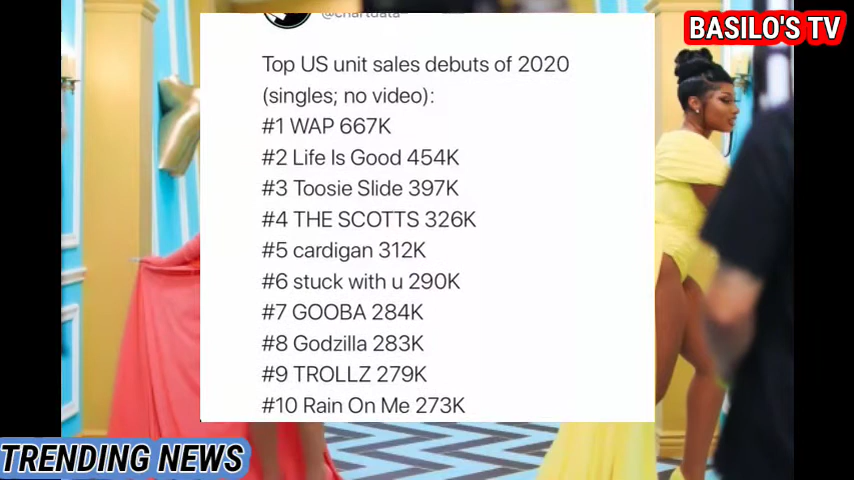 BASILO'S TV
@chartdata
Top US unit sales debuts of 2020
(singles; no video):
#1 WAP 667K
#2 Life Is Good 454K
#3 Toosie Slide 397K
#4 THE SCOTTS 326K
#5 cardigan 312K
#6 stuck with u 290K
#7 GOOBA 284K
#8 Godzilla 283K
#9 TROLLZ 279K
#10 Rain On Me 273K
TRENDING NEWS